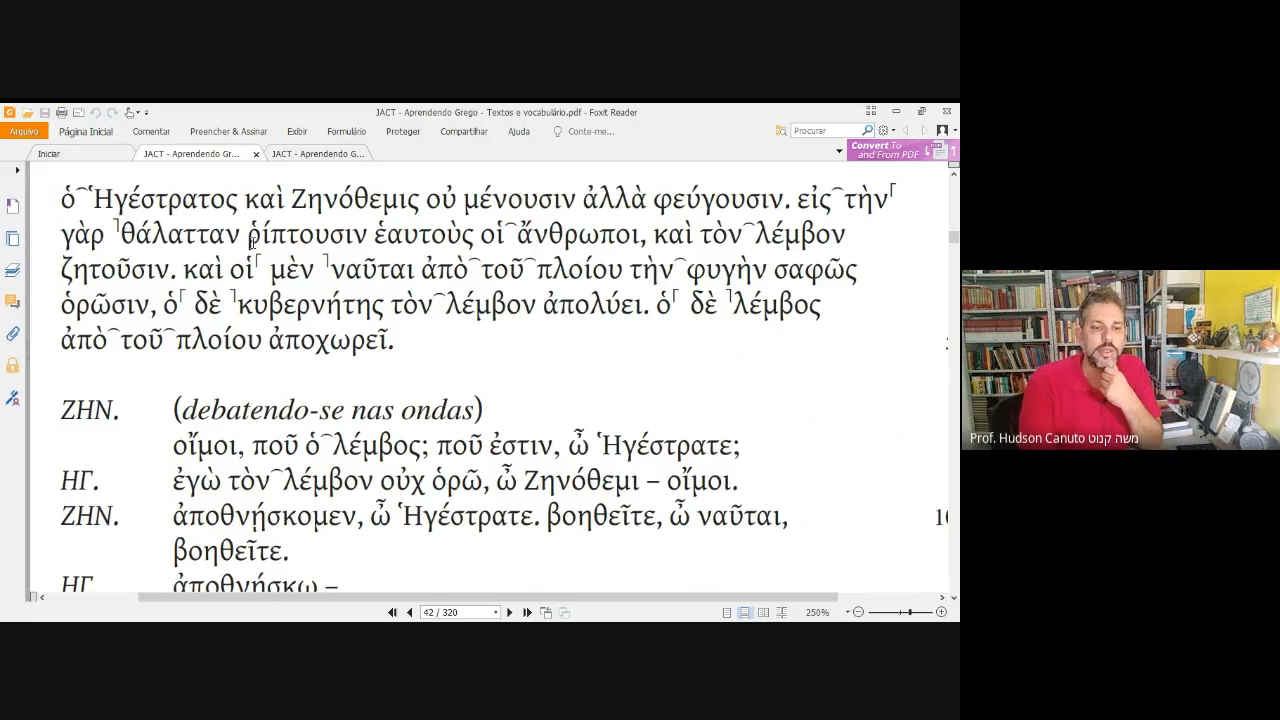 JACT - Aprendendo Grego - Textos e vocabulário.pdf - Foxit Reader
Arquivo Página Inicial Comentar Preencher & Assinar Exibir Formulário Proteger Compartilhar Ajuda Conte-me... Procurar
Iniciar JACT - Aprendendo Gr... JACT - Aprendendo G... Convert To
and From PDF
ὁ⁀Ἡγέστρατος καὶ Ζηνόθεμις οὐ μένουσιν ἀλλὰ φεύγουσιν. εἰς⁀τὴν⸢
γὰρ ⸣θάλατταν ῥίπτουσιν ἑαυτοὺς οἱ⁀ἄνθρωποι, καὶ τὸν⁀λέμβον
ζητοῦσιν. καὶ οἱ⸢ μὲν ⸣ναῦται ἀπὸ⁀τοῦ⁀πλοίου τὴν⁀φυγὴν σαφῶς
ὁρῶσιν, ὁ⸢ δὲ ⸣κυβερνήτης τὸν⁀λέμβον ἀπολύει. ὁ⸢ δὲ ⸣λέμβος
ἀπὸ⁀τοῦ⁀πλοίου ἀποχωρεῖ.
ΖΗΝ. (debatendo-se nas ondas)
οἴμοι, ποῦ ὁ⁀λέμβος; ποῦ ἐστιν, ὦ Ἡγέστρατε;
ΗΓ. ἐγὼ τὸν⁀λέμβον οὐχ ὁρῶ, ὦ Ζηνόθεμι – οἴμοι.
ΖΗΝ. ἀποθνῄσκομεν, ὦ Ἡγέστρατε. βοηθεῖτε, ὦ ναῦται,
βοηθεῖτε.
ΗΓ ἀποθνήσκω –
42 / 320 250%
Prof. Hudson Canuto משה קנוט